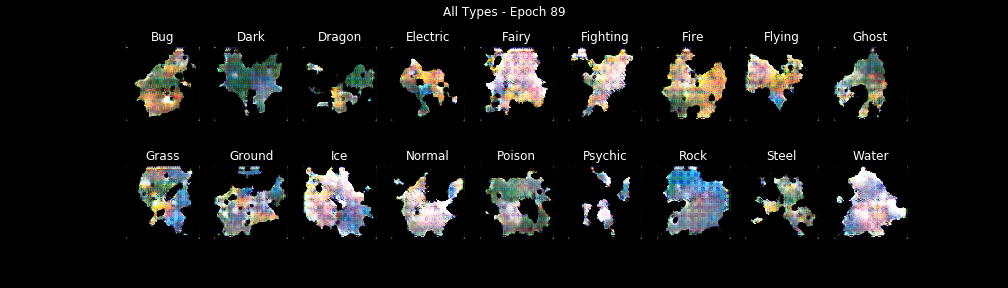 All Types - Epoch 89
Bug Dark Dragon Electric Fairy Fighting Fire Flying Ghost
Grass Ground Ice Normal Poison Psychic Rock Steel Water